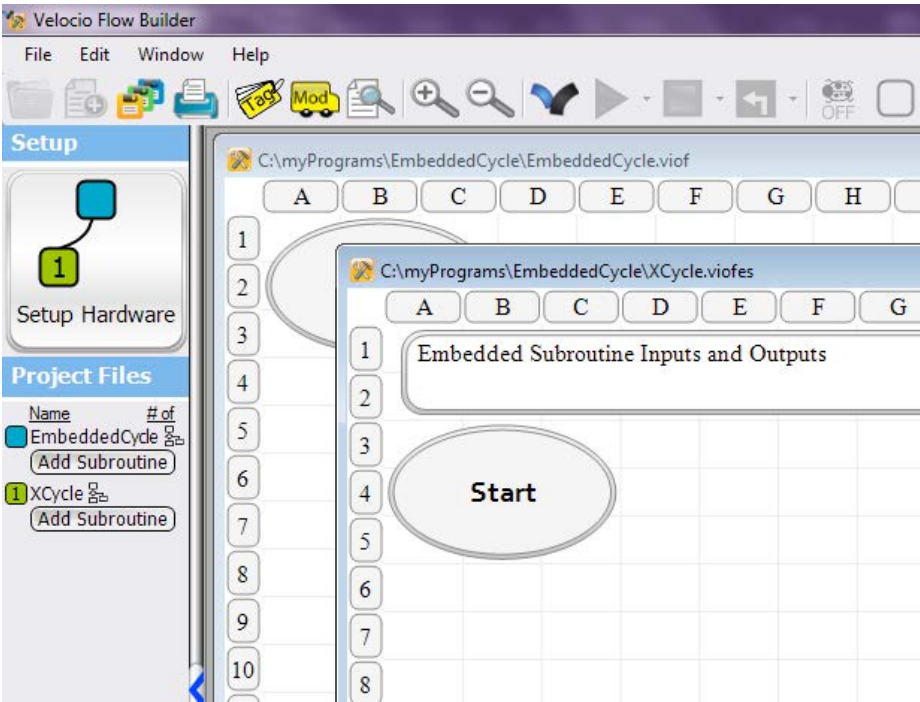 Velocio Flow Builder
File Edit Window Help
Tag Mod OFF
Setup
1
Setup Hardware
Project Files
Name # of
EmbeddedCycle
Add Subroutine
1 XCycle
Add Subroutine
C:\myPrograms\EmbeddedCycle\EmbeddedCycle.viof
A B C D E F G H
1
2
3
4
5
6
7
8
9
10
C:\myPrograms\EmbeddedCycle\XCycle.viofes
A B C D E F G
1
Embedded Subroutine Inputs and Outputs
2
3
4
Start
5
6
7
8